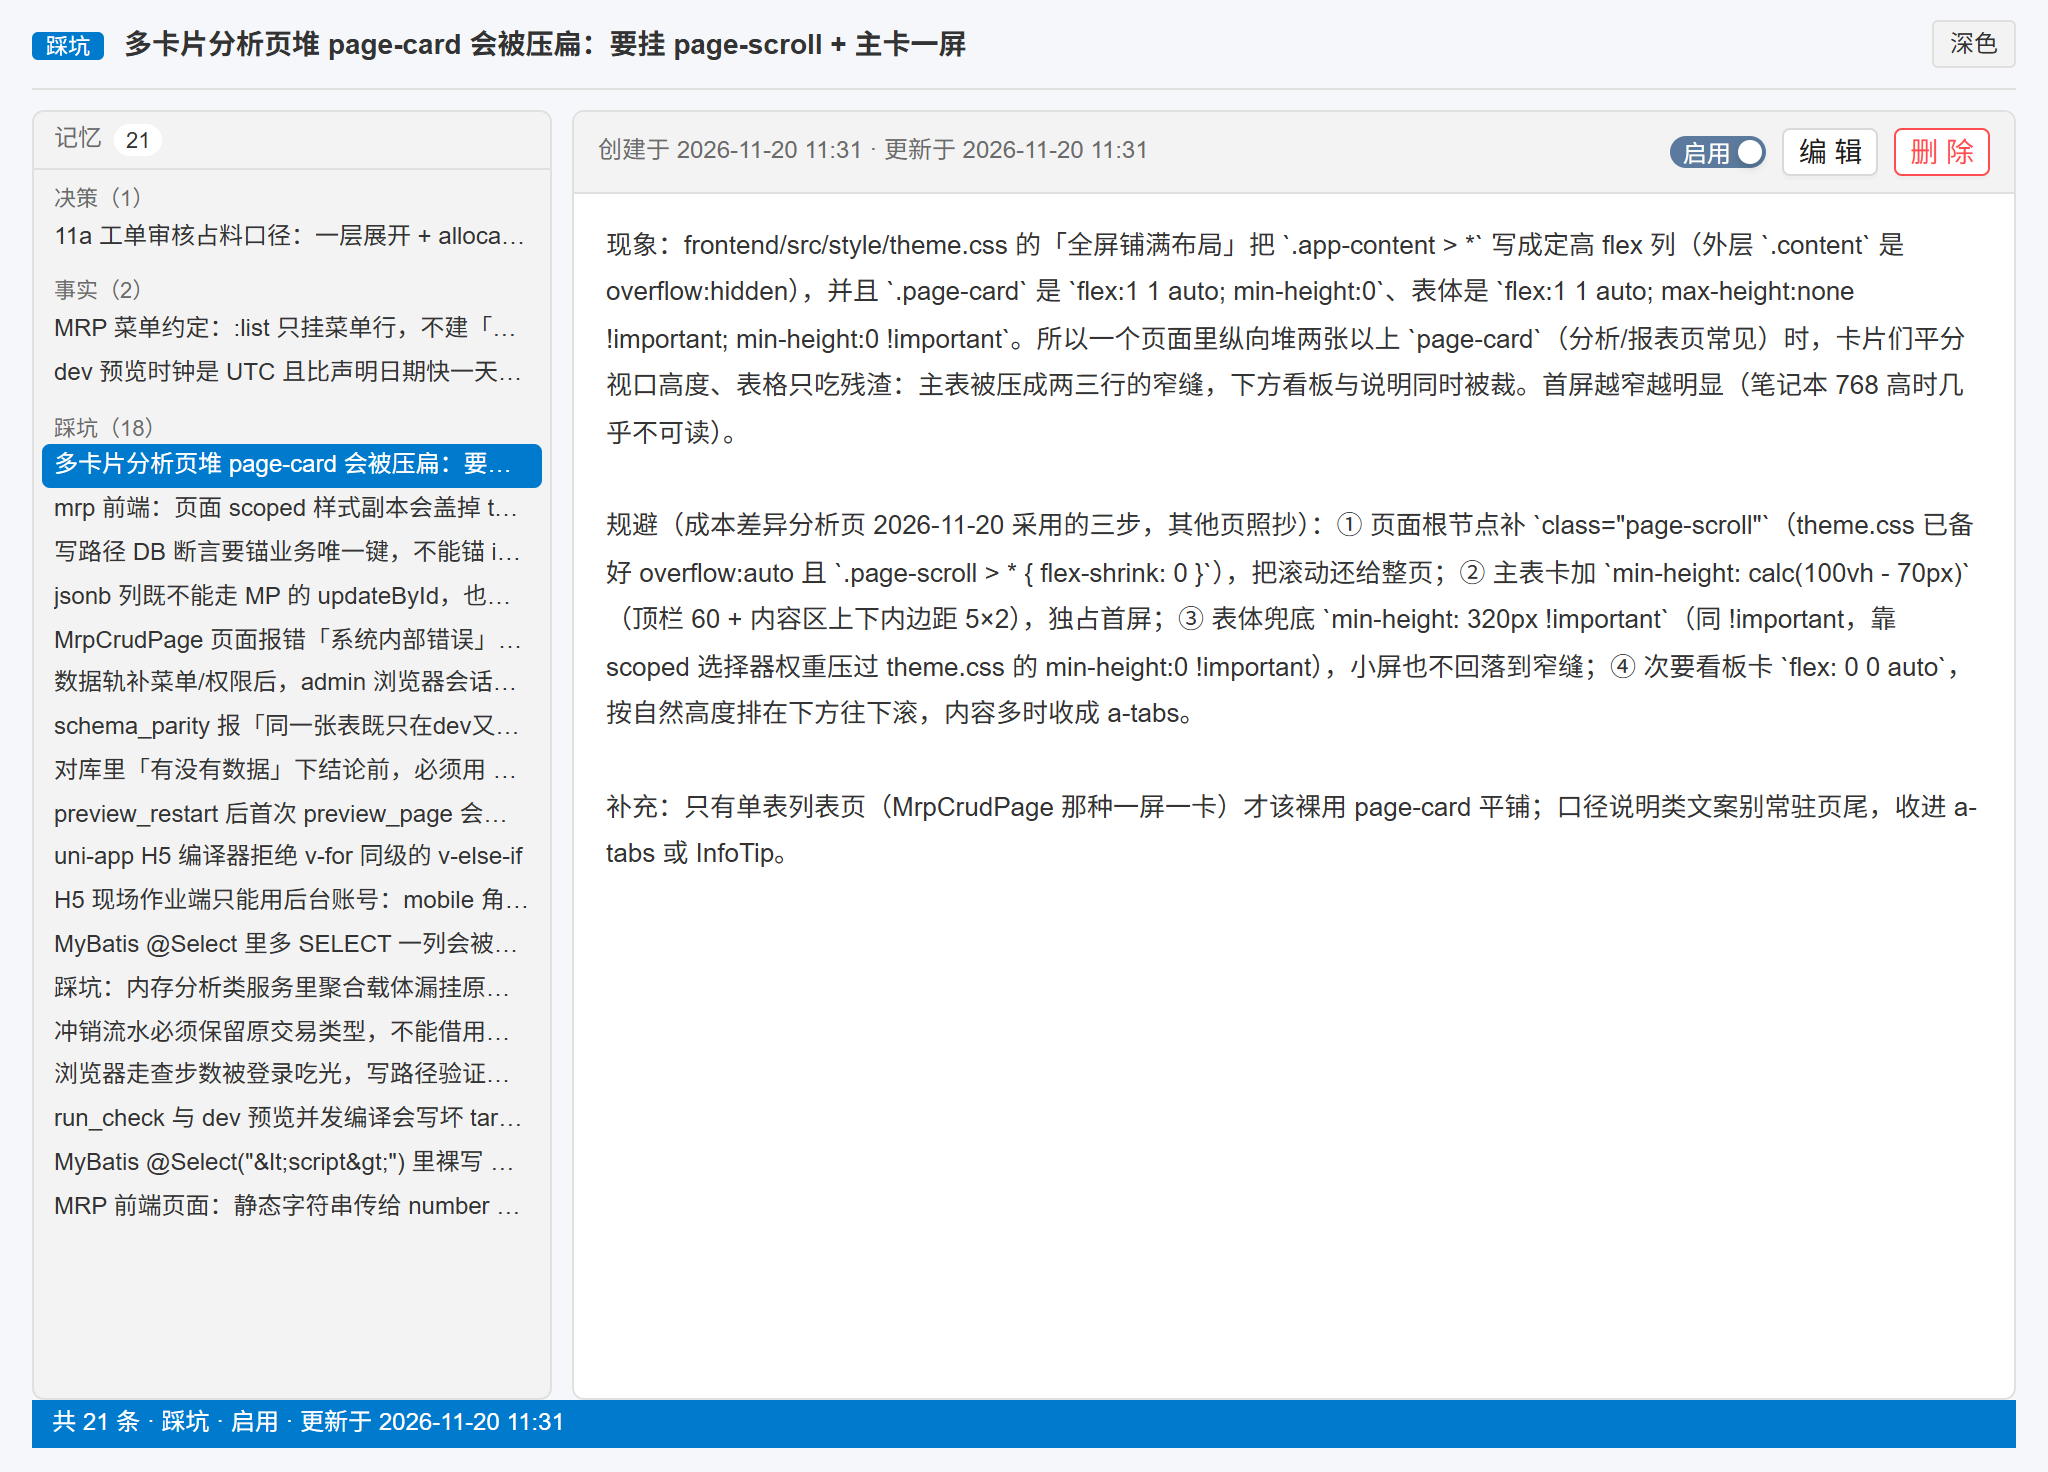 踩坑 多卡片分析页堆 page-card 会被压扁：要挂 page-scroll + 主卡一屏
深色
记忆 21
决策（1）
11a 工单审核占料口径：一层展开 + alloca…
事实（2）
MRP 菜单约定：:list 只挂菜单行，不建「…
dev 预览时钟是 UTC 且比声明日期快一天…
踩坑（18）
多卡片分析页堆 page-card 会被压扁：要…
mrp 前端：页面 scoped 样式副本会盖掉 t…
写路径 DB 断言要锚业务唯一键，不能锚 i…
jsonb 列既不能走 MP 的 updateById，也…
MrpCrudPage 页面报错「系统内部错误」…
数据轨补菜单/权限后，admin 浏览器会话…
schema_parity 报「同一张表既只在dev又…
对库里「有没有数据」下结论前，必须用 …
preview_restart 后首次 preview_page 会…
uni-app H5 编译器拒绝 v-for 同级的 v-else-if
H5 现场作业端只能用后台账号：mobile 角…
MyBatis @Select 里多 SELECT 一列会被…
踩坑：内存分析类服务里聚合载体漏挂原…
冲销流水必须保留原交易类型，不能借用…
浏览器走查步数被登录吃光，写路径验证…
run_check 与 dev 预览并发编译会写坏 tar…
MyBatis @Select("&lt;script&gt;") 里裸写 …
MRP 前端页面：静态字符串传给 number …
创建于 2026-11-20 11:31 · 更新于 2026-11-20 11:31
启用 编 辑 删 除
现象：frontend/src/style/theme.css 的「全屏铺满布局」把 `.app-content > *` 写成定高 flex 列（外层 `.content` 是
overflow:hidden），并且 `.page-card` 是 `flex:1 1 auto; min-height:0`、表体是 `flex:1 1 auto; max-height:none
!important; min-height:0 !important`。所以一个页面里纵向堆两张以上 `page-card`（分析/报表页常见）时，卡片们平分
视口高度、表格只吃残渣：主表被压成两三行的窄缝，下方看板与说明同时被裁。首屏越窄越明显（笔记本 768 高时几
乎不可读）。
规避（成本差异分析页 2026-11-20 采用的三步，其他页照抄）：① 页面根节点补 `class="page-scroll"`（theme.css 已备
好 overflow:auto 且 `.page-scroll > * { flex-shrink: 0 }`），把滚动还给整页；② 主表卡加 `min-height: calc(100vh - 70px)`
（顶栏 60 + 内容区上下内边距 5×2），独占首屏；③ 表体兜底 `min-height: 320px !important`（同 !important，靠
scoped 选择器权重压过 theme.css 的 min-height:0 !important），小屏也不回落到窄缝；④ 次要看板卡 `flex: 0 0 auto`，
按自然高度排在下方往下滚，内容多时收成 a-tabs。
补充：只有单表列表页（MrpCrudPage 那种一屏一卡）才该裸用 page-card 平铺；口径说明类文案别常驻页尾，收进 a-
tabs 或 InfoTip。
共 21 条 · 踩坑 · 启用 · 更新于 2026-11-20 11:31